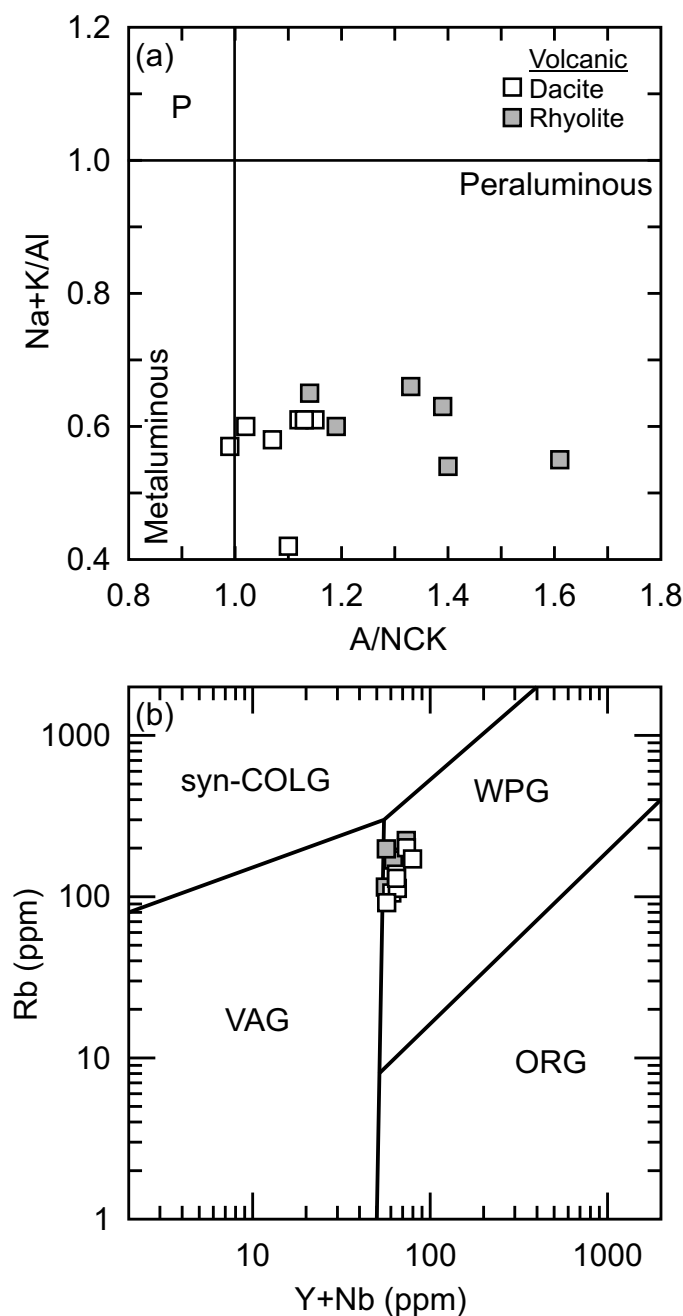 (a)
Volcanic
Dacite
Rhyolite
P
Peraluminous
Metaluminous
Na+K/Al
1.2
1.0
0.8
0.6
0.4
0.8 1.0 1.2 1.4 1.6 1.8
A/NCK
(b)
syn-COLG
WPG
VAG
ORG
Rb (ppm)
1000
100
10
1
10 100 1000
Y+Nb (ppm)